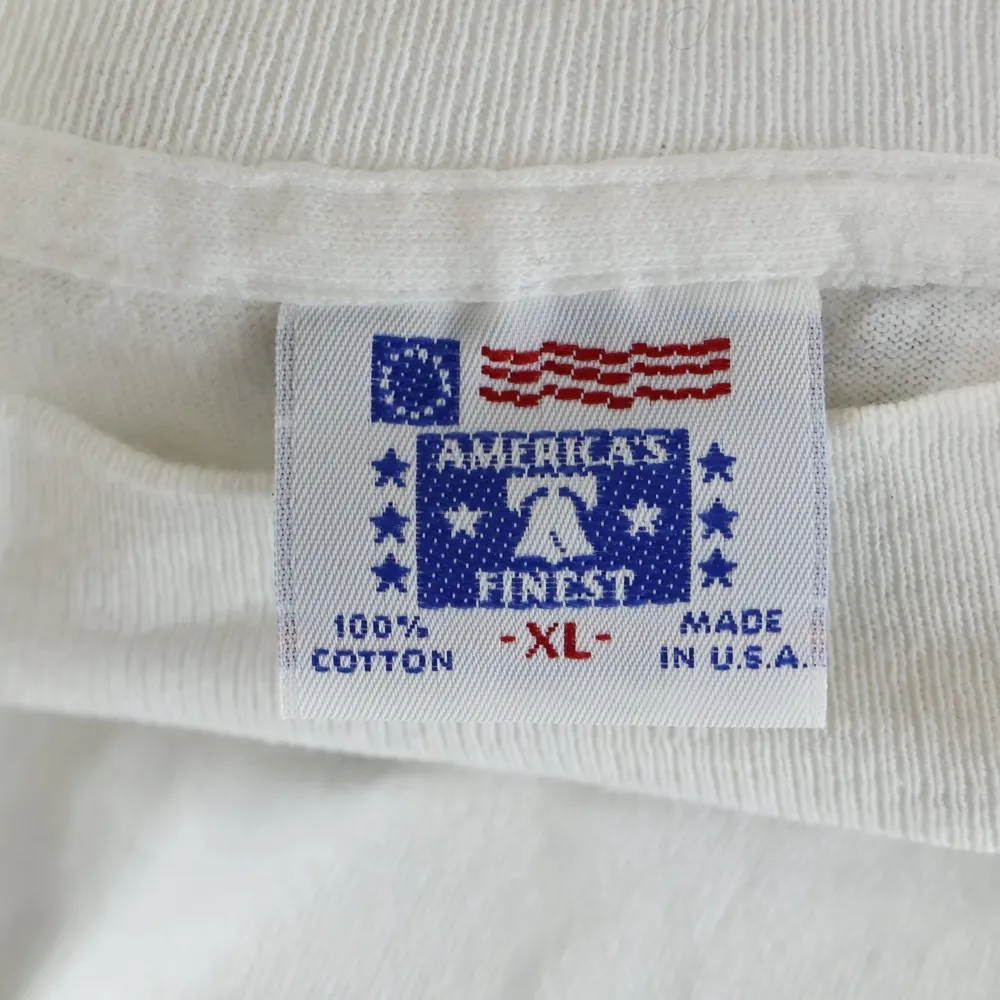 AMERICA'S
FINEST
100%
COTTON
-XL-
MADE
IN U.S.A.